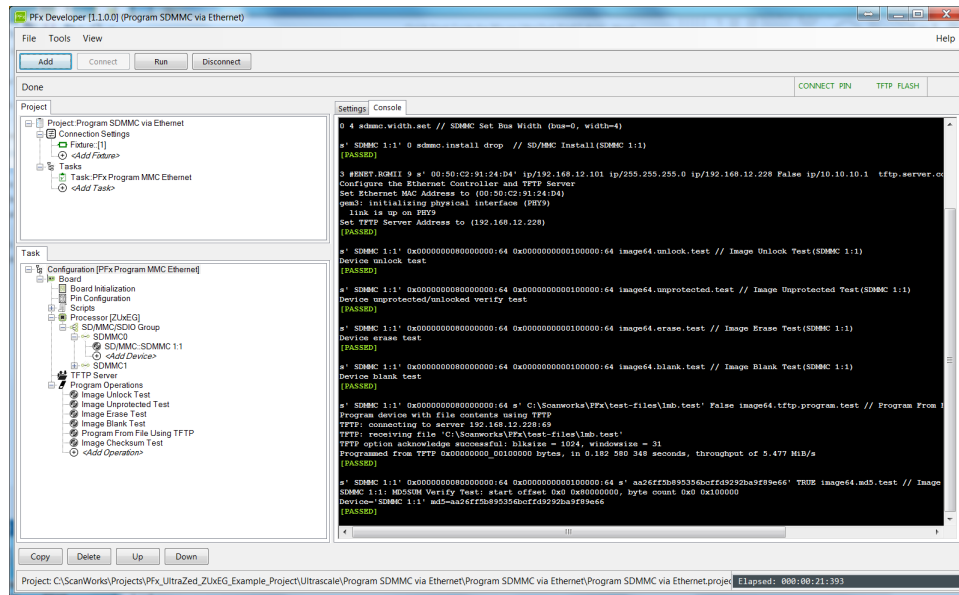 PFx Developer [1.1.0.0] (Program SDMMC via Ethernet)
File Tools View Help
Add Connect Run Disconnect
Done CONNECT PIN TFTP FLASH
Project
Project::Program SDMMC via Ethernet
Connection Settings
Fixture::[1]
<Add Fixture>
Tasks
Task::PFx Program MMC Ethernet
<Add Task>
Task
Configuration [PFx Program MMC Ethernet]
Board
Board Initialization
Pin Configuration
Scripts
Processor [ZUxEG]
SD/MMC/SDIO Group
SDMMC0
SD/MMC::SDMMC 1:1
<Add Device>
SDMMC1
TFTP Server
Program Operations
Image Unlock Test
Image Unprotected Test
Image Erase Test
Image Blank Test
Program From File Using TFTP
Image Checksum Test
<Add Operation>
Settings Console
0 4 sdmmc.width.set // SDMMC Set Bus Width (bus=0, width=4)
s' SDMMC 1:1' 0 sdmmc.install drop // SD/MMC Install(SDMMC 1:1)
[PASSED]
3 #ENET.RGMII 9 s' 00:50:C2:91:24:D4' ip/192.168.12.101 ip/255.255.255.0 ip/192.168.12.228 False ip/10.10.10.1 tftp.server.co
Configure the Ethernet Controller and TFTP Server
Set Ethernet MAC Address to (00:50:C2:91:24:D4)
gem3: initializing physical interface (PHY9)
link is up on PHY9
Set TFTP Server Address to (192.168.12.228)
[PASSED]
s' SDMMC 1:1' 0x0000000080000000:64 0x0000000000100000:64 image64.unlock.test // Image Unlock Test(SDMMC 1:1)
Device unlock test
[PASSED]
s' SDMMC 1:1' 0x0000000080000000:64 0x0000000000100000:64 image64.unprotected.test // Image Unprotected Test(SDMMC 1:1)
Device unprotected/unlocked verify test
[PASSED]
s' SDMMC 1:1' 0x0000000080000000:64 0x0000000000100000:64 image64.erase.test // Image Erase Test(SDMMC 1:1)
Device erase test
[PASSED]
s' SDMMC 1:1' 0x0000000080000000:64 0x0000000000100000:64 image64.blank.test // Image Blank Test(SDMMC 1:1)
Device blank test
[PASSED]
s' SDMMC 1:1' 0x0000000080000000:64 s' C:\Scanworks\PFx\test-files\1mb.test' False image64.tftp.program.test // Program From
Program device with file contents using TFTP
TFTP: connecting to server 192.168.12.228:69
TFTP: receiving file 'C:\Scanworks\PFx\test-files\1mb.test'
TFTP option acknowledge successful: blksize = 1024, windowsize = 31
Programmed from TFTP 0x00000000_00100000 bytes, in 0.182 580 348 seconds, throughput of 5.477 MiB/s
[PASSED]
s' SDMMC 1:1' 0x0000000080000000:64 0x0000000000100000:64 s' aa26ff5b895356bcffd9292ba9f89e66' TRUE image64.md5.test // Image
SDMMC 1:1: MD5SUM Verify Test: start offset 0x0 0x80000000, byte count 0x0 0x100000
Device='SDMMC 1:1' md5=aa26ff5b895356bcffd9292ba9f89e66
[PASSED]
Copy Delete Up Down
Project: C:\ScanWorks\Projects\PFx_UltraZed_ZUxEG_Example_Project\Ultrascale\Program SDMMC via Ethernet\Program SDMMC via Ethernet\Program SDMMC via Ethernet.projec Elapsed: 000:00:21:393